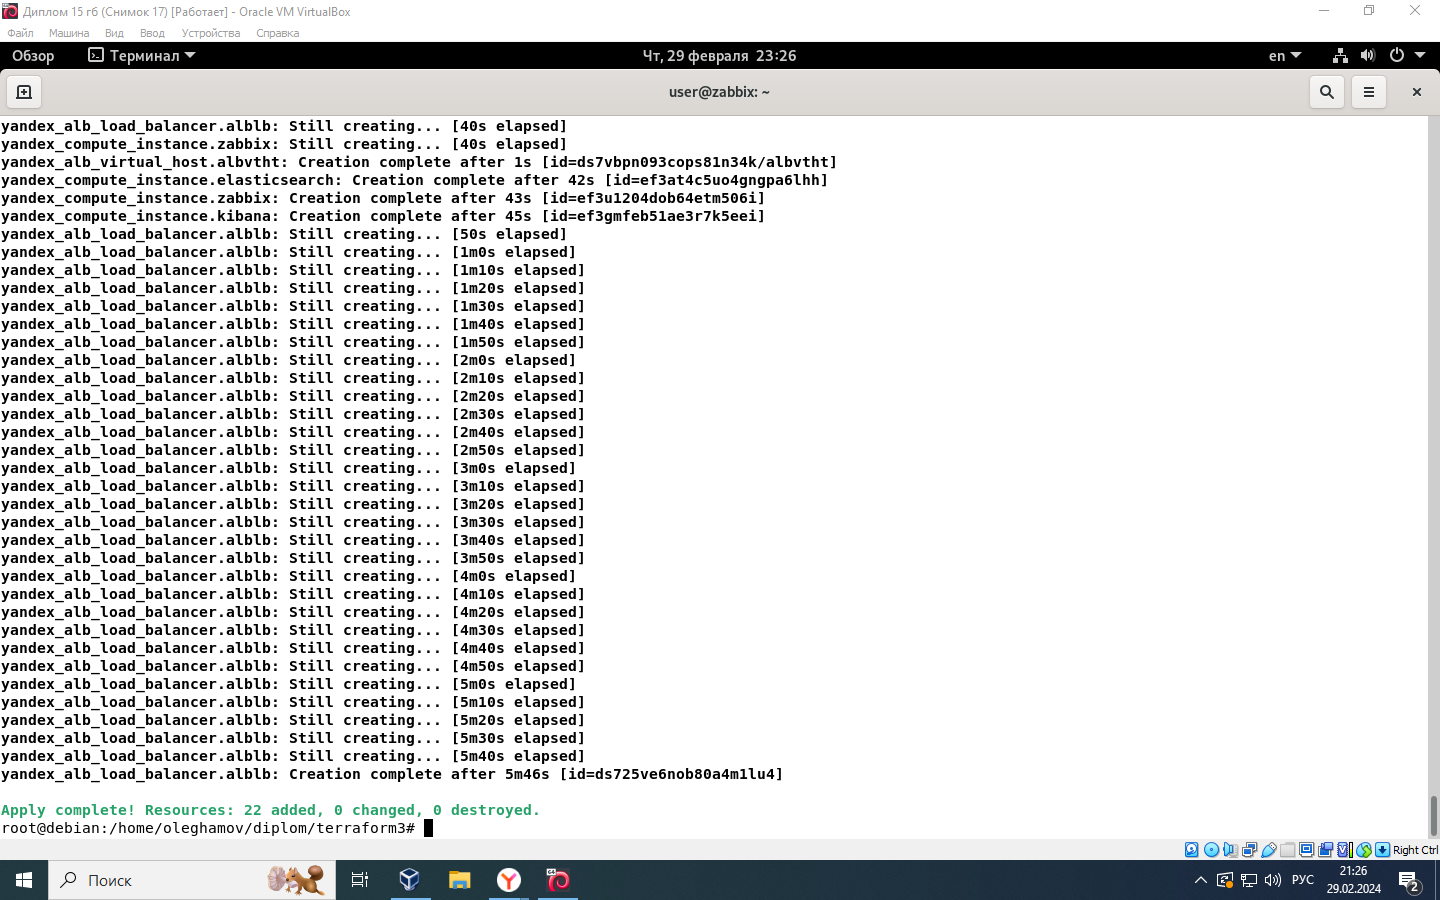 Диплом 15 гб (Снимок 17) [Работает] - Oracle VM VirtualBox
Файл Машина Вид Ввод Устройства Справка
Обзор Терминал Чт, 29 февраля 23:26 en
user@zabbix: ~
yandex_alb_load_balancer.alblb: Still creating... [40s elapsed]
yandex_compute_instance.zabbix: Still creating... [40s elapsed]
yandex_alb_virtual_host.albvtht: Creation complete after 1s [id=ds7vbpn093cops81n34k/albvtht]
yandex_compute_instance.elasticsearch: Creation complete after 42s [id=ef3at4c5uo4gngpa6lhh]
yandex_compute_instance.zabbix: Creation complete after 43s [id=ef3u1204dob64etm506i]
yandex_compute_instance.kibana: Creation complete after 45s [id=ef3gmfeb51ae3r7k5eei]
yandex_alb_load_balancer.alblb: Still creating... [50s elapsed]
yandex_alb_load_balancer.alblb: Still creating... [1m0s elapsed]
yandex_alb_load_balancer.alblb: Still creating... [1m10s elapsed]
yandex_alb_load_balancer.alblb: Still creating... [1m20s elapsed]
yandex_alb_load_balancer.alblb: Still creating... [1m30s elapsed]
yandex_alb_load_balancer.alblb: Still creating... [1m40s elapsed]
yandex_alb_load_balancer.alblb: Still creating... [1m50s elapsed]
yandex_alb_load_balancer.alblb: Still creating... [2m0s elapsed]
yandex_alb_load_balancer.alblb: Still creating... [2m10s elapsed]
yandex_alb_load_balancer.alblb: Still creating... [2m20s elapsed]
yandex_alb_load_balancer.alblb: Still creating... [2m30s elapsed]
yandex_alb_load_balancer.alblb: Still creating... [2m40s elapsed]
yandex_alb_load_balancer.alblb: Still creating... [2m50s elapsed]
yandex_alb_load_balancer.alblb: Still creating... [3m0s elapsed]
yandex_alb_load_balancer.alblb: Still creating... [3m10s elapsed]
yandex_alb_load_balancer.alblb: Still creating... [3m20s elapsed]
yandex_alb_load_balancer.alblb: Still creating... [3m30s elapsed]
yandex_alb_load_balancer.alblb: Still creating... [3m40s elapsed]
yandex_alb_load_balancer.alblb: Still creating... [3m50s elapsed]
yandex_alb_load_balancer.alblb: Still creating... [4m0s elapsed]
yandex_alb_load_balancer.alblb: Still creating... [4m10s elapsed]
yandex_alb_load_balancer.alblb: Still creating... [4m20s elapsed]
yandex_alb_load_balancer.alblb: Still creating... [4m30s elapsed]
yandex_alb_load_balancer.alblb: Still creating... [4m40s elapsed]
yandex_alb_load_balancer.alblb: Still creating... [4m50s elapsed]
yandex_alb_load_balancer.alblb: Still creating... [5m0s elapsed]
yandex_alb_load_balancer.alblb: Still creating... [5m10s elapsed]
yandex_alb_load_balancer.alblb: Still creating... [5m20s elapsed]
yandex_alb_load_balancer.alblb: Still creating... [5m30s elapsed]
yandex_alb_load_balancer.alblb: Still creating... [5m40s elapsed]
yandex_alb_load_balancer.alblb: Creation complete after 5m46s [id=ds725ve6nob80a4m1lu4]
Apply complete! Resources: 22 added, 0 changed, 0 destroyed.
root@debian:/home/oleghamov/diplom/terraform3#
Right Ctrl
Поиск
РУС
21:26
29.02.2024
2